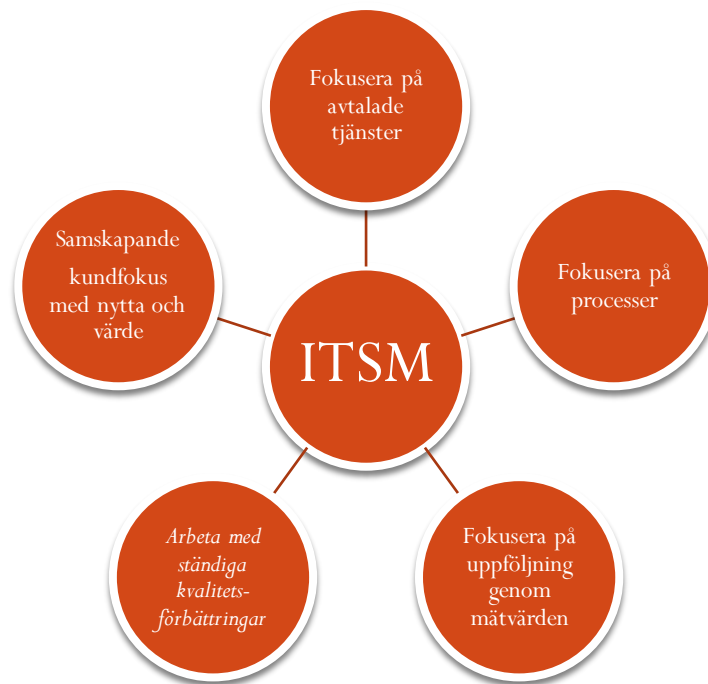 Fokusera på
avtalade
tjänster
Samskapande
kundfokus
med nytta och
värde
Fokusera på
processer
ITSM
Arbeta med
ständiga
kvalitets-
förbättringar
Fokusera på
uppföljning
genom
mätvärden